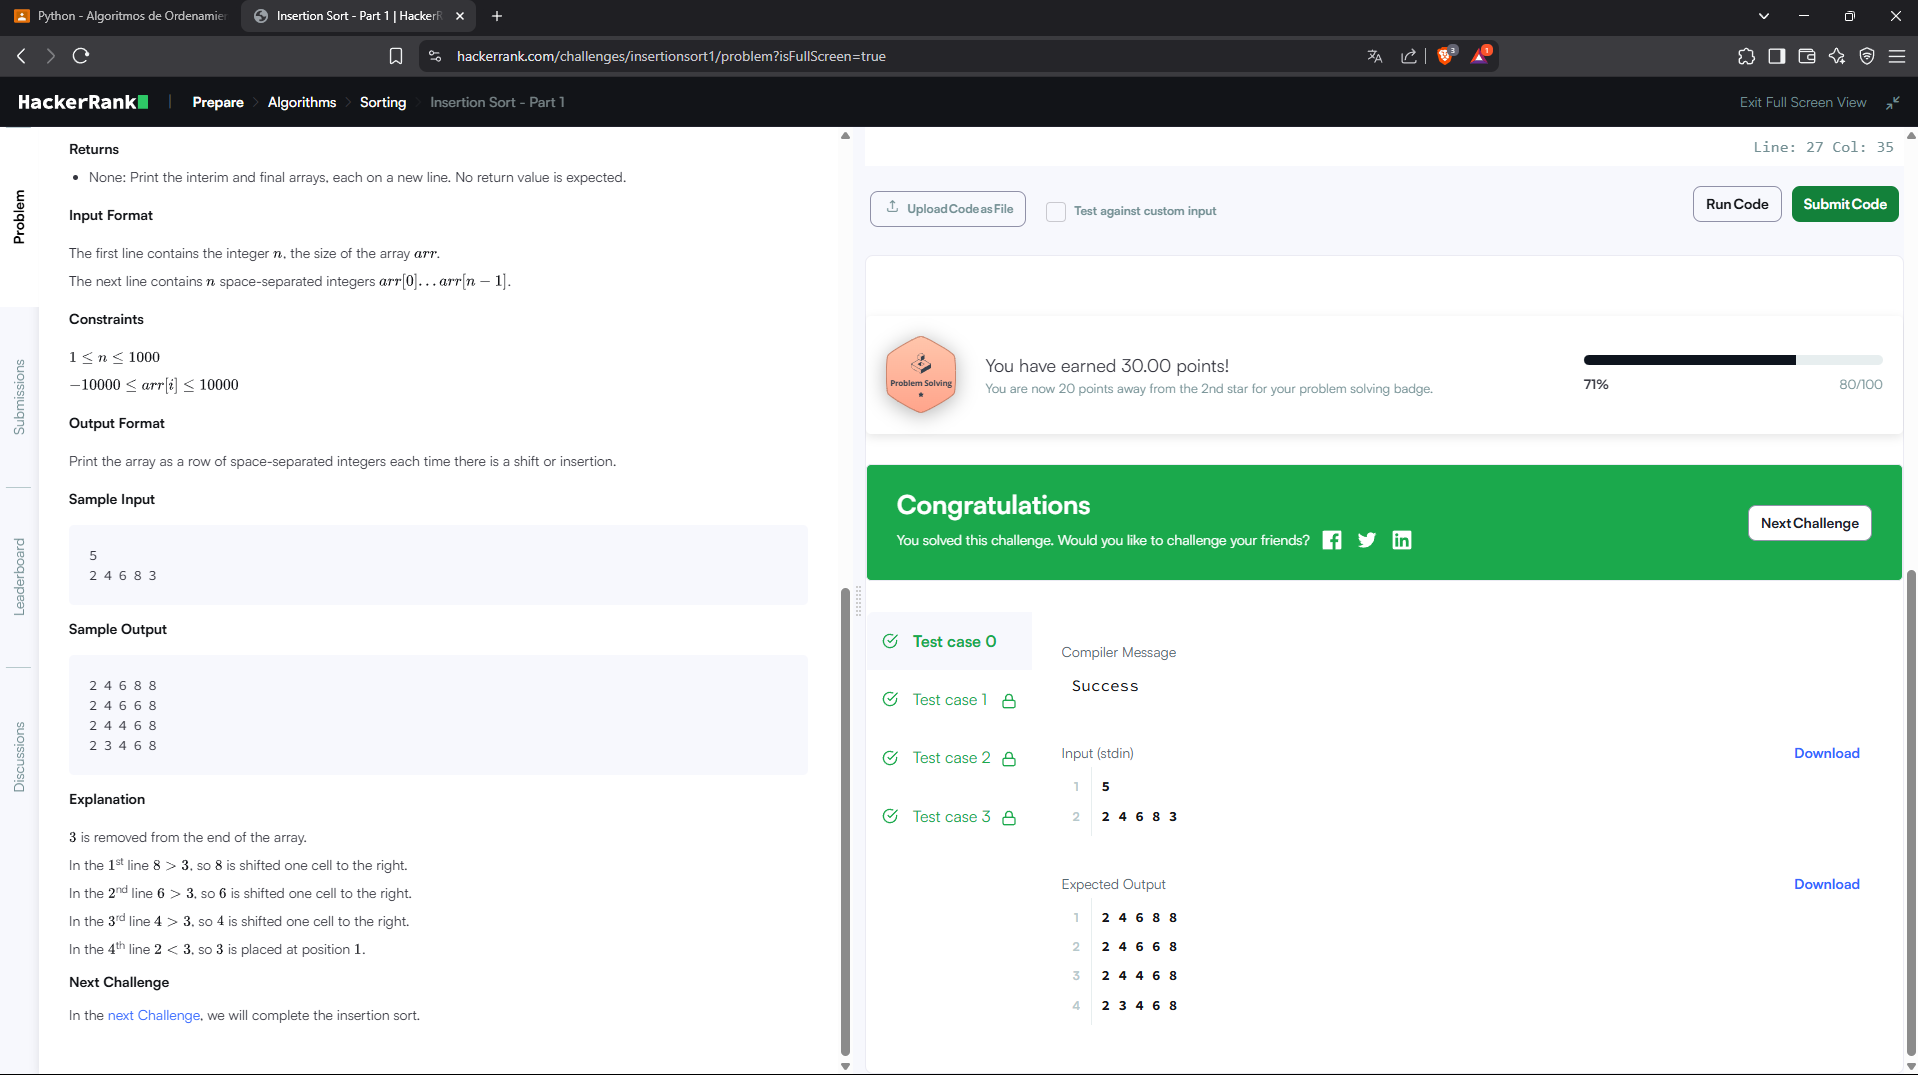 Python - Algoritmos de Ordenamier
Insertion Sort - Part 1 | HackerR
hackerrank.com/challenges/insertionsort1/problem?isFullScreen=true
3
1
HackerRank
Prepare
Algorithms
Sorting
Insertion Sort - Part 1
Exit Full Screen View
Problem
Submissions
Leaderboard
Discussions
Returns
• None: Print the interim and final arrays, each on a new line. No return value is expected.
Input Format
The first line contains the integer n, the size of the array arr.
The next line contains n space-separated integers arr[0]...arr[n − 1].
Constraints
1 ≤ n ≤ 1000
−10000 ≤ arr[i] ≤ 10000
Output Format
Print the array as a row of space-separated integers each time there is a shift or insertion.
Sample Input
5
2 4 6 8 3
Sample Output
2 4 6 8 8
2 4 6 6 8
2 4 4 6 8
2 3 4 6 8
Explanation
3 is removed from the end of the array.
In the 1st line 8 > 3, so 8 is shifted one cell to the right.
In the 2nd line 6 > 3, so 6 is shifted one cell to the right.
In the 3rd line 4 > 3, so 4 is shifted one cell to the right.
In the 4th line 2 < 3, so 3 is placed at position 1.
Next Challenge
In the next Challenge, we will complete the insertion sort.
Line: 27 Col: 35
Upload Code as File
Test against custom input
Run Code
Submit Code
Problem Solving
You have earned 30.00 points!
You are now 20 points away from the 2nd star for your problem solving badge.
71%
80/100
Congratulations
You solved this challenge. Would you like to challenge your friends?
Next Challenge
Test case 0
Test case 1
Test case 2
Test case 3
Compiler Message
Success
Input (stdin)
Download
1 5
2 2 4 6 8 3
Expected Output
Download
1 2 4 6 8 8
2 2 4 6 6 8
3 2 4 4 6 8
4 2 3 4 6 8